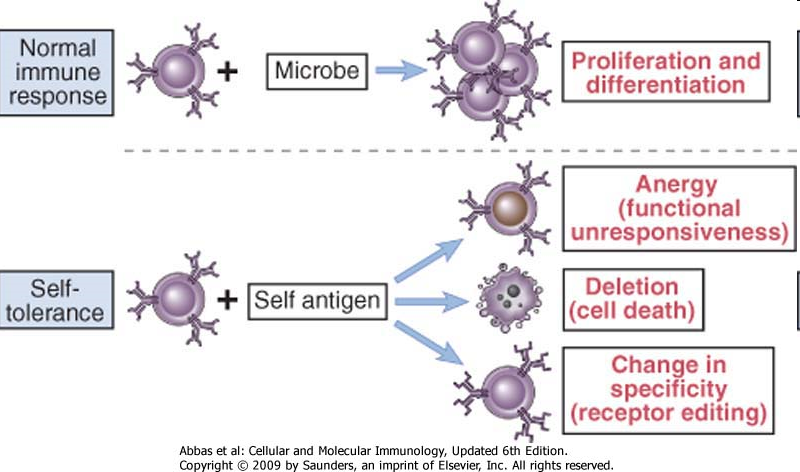 Normal
immune
response
+
Microbe
Proliferation and
differentiation
Anergy
(functional
unresponsiveness)
Self-
tolerance
+
Self antigen
Deletion
(cell death)
Change in
specificity
(receptor editing)
Abbas et al: Cellular and Molecular Immunology, Updated 6th Edition.
Copyright © 2009 by Saunders, an imprint of Elsevier, Inc. All rights reserved.